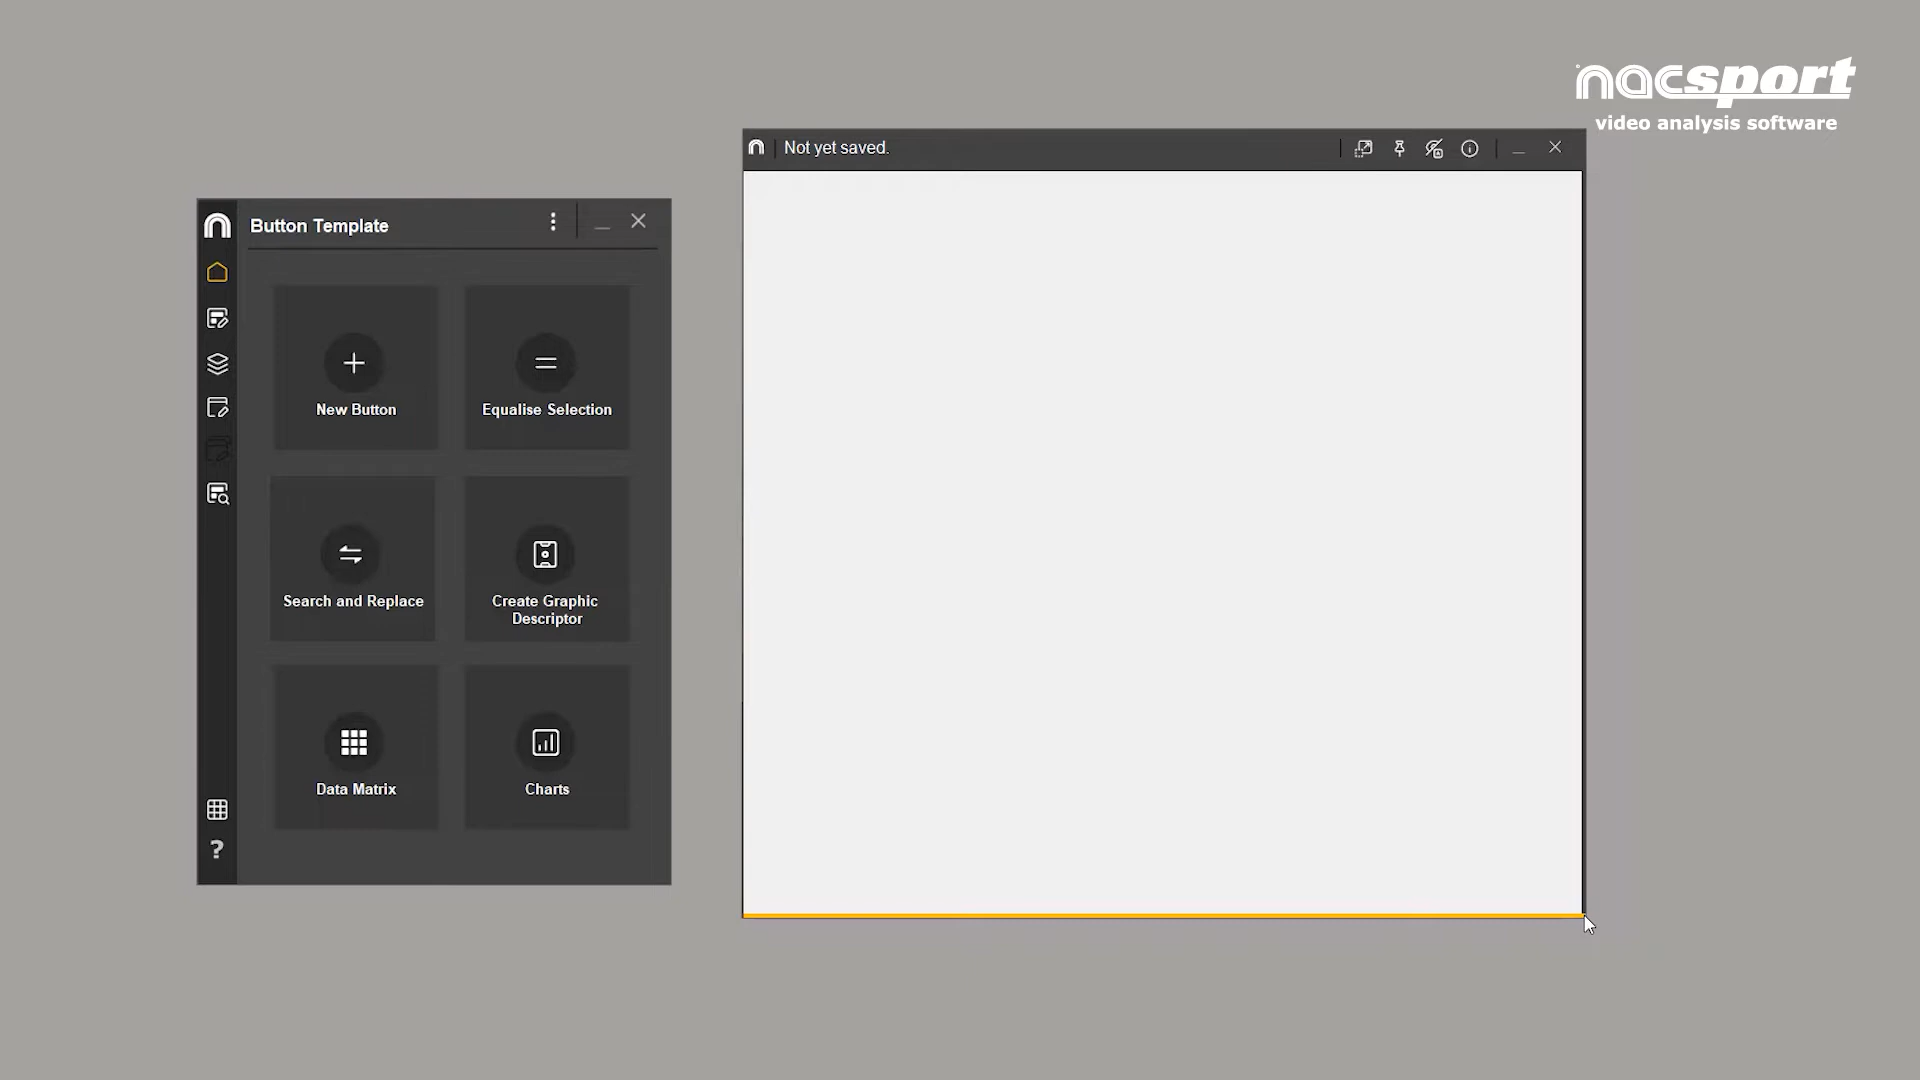 nacsport
video analysis software
Not yet saved.
Button Template
New Button
Equalise Selection
Search and Replace
Create Graphic
Descriptor
Data Matrix
Charts
?